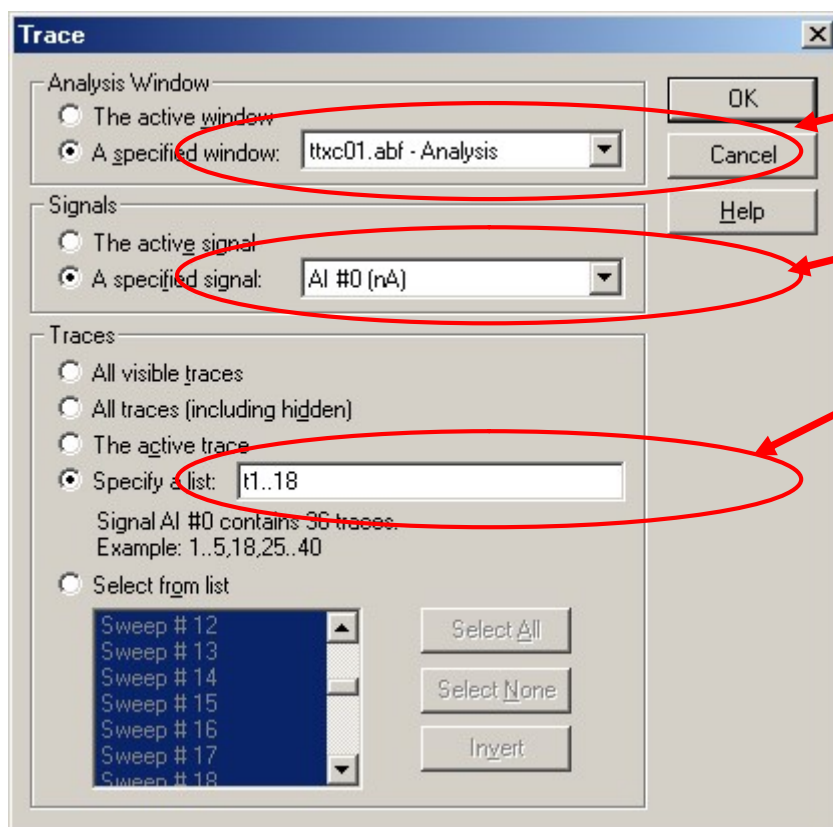 Trace
Analysis Window
The active window
A specified window: ttxc01.abf - Analysis
OK
Cancel
Help
Signals
The active signal
A specified signal: AI #0 (nA)
Traces
All visible traces
All traces (including hidden)
The active trace
Specify a list: t1..18
Signal AI #0 contains 36 traces.
Example: 1..5,18,25..40
Select from list
Sweep # 12
Sweep # 13
Sweep # 14
Sweep # 15
Sweep # 16
Sweep # 17
Sweep # 18
Select All
Select None
Invert